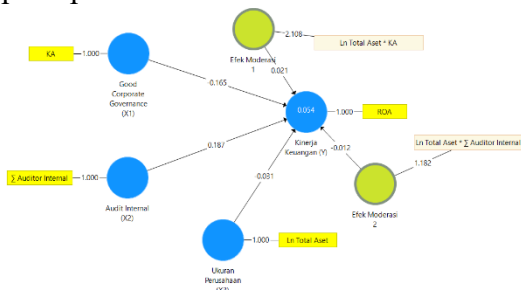 2.108
Ln Total Aset * KA
KA
1.000
Efek Moderasi
1
Good
Corporate
Governance
(X1)
-0.165
0.021
0.054
1.000
ROA
Kinerja
Keuangan (Y)
0.187
-0.012
Ln Total Aset * ∑ Auditor Internal
1.182
∑ Auditor Internal
1.000
Audit Internal
(X2)
-0.031
Efek Moderasi
2
1.000
Ln Total Aset
Ukuran
Perusahaan